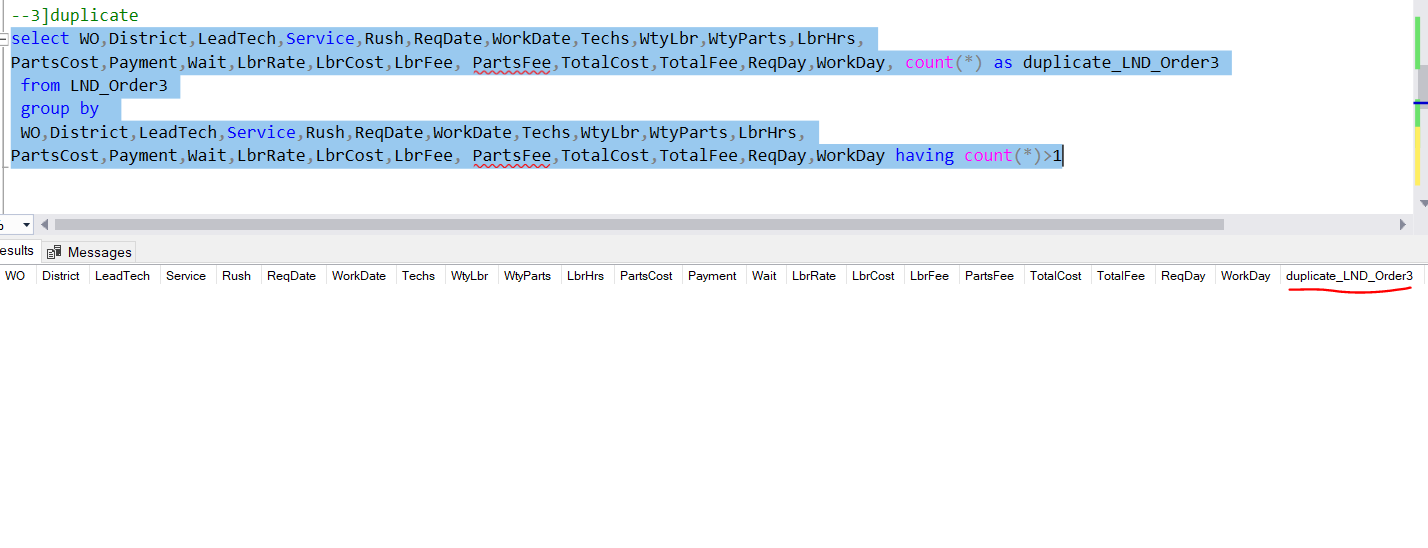 --3]duplicate
select WO,District,LeadTech,Service,Rush,ReqDate,WorkDate,Techs,WtyLbr,WtyParts,LbrHrs,
PartsCost,Payment,Wait,LbrRate,LbrCost,LbrFee, PartsFee,TotalCost,TotalFee,ReqDay,WorkDay, count(*) as duplicate_LND_Order3
from LND_Order3
group by
WO,District,LeadTech,Service,Rush,ReqDate,WorkDate,Techs,WtyLbr,WtyParts,LbrHrs,
PartsCost,Payment,Wait,LbrRate,LbrCost,LbrFee, PartsFee,TotalCost,TotalFee,ReqDay,WorkDay having count(*)>1
%
esults Messages
WO District LeadTech Service Rush ReqDate WorkDate Techs WtyLbr WtyParts LbrHrs PartsCost Payment Wait LbrRate LbrCost LbrFee PartsFee TotalCost TotalFee ReqDay WorkDay duplicate_LND_Order3